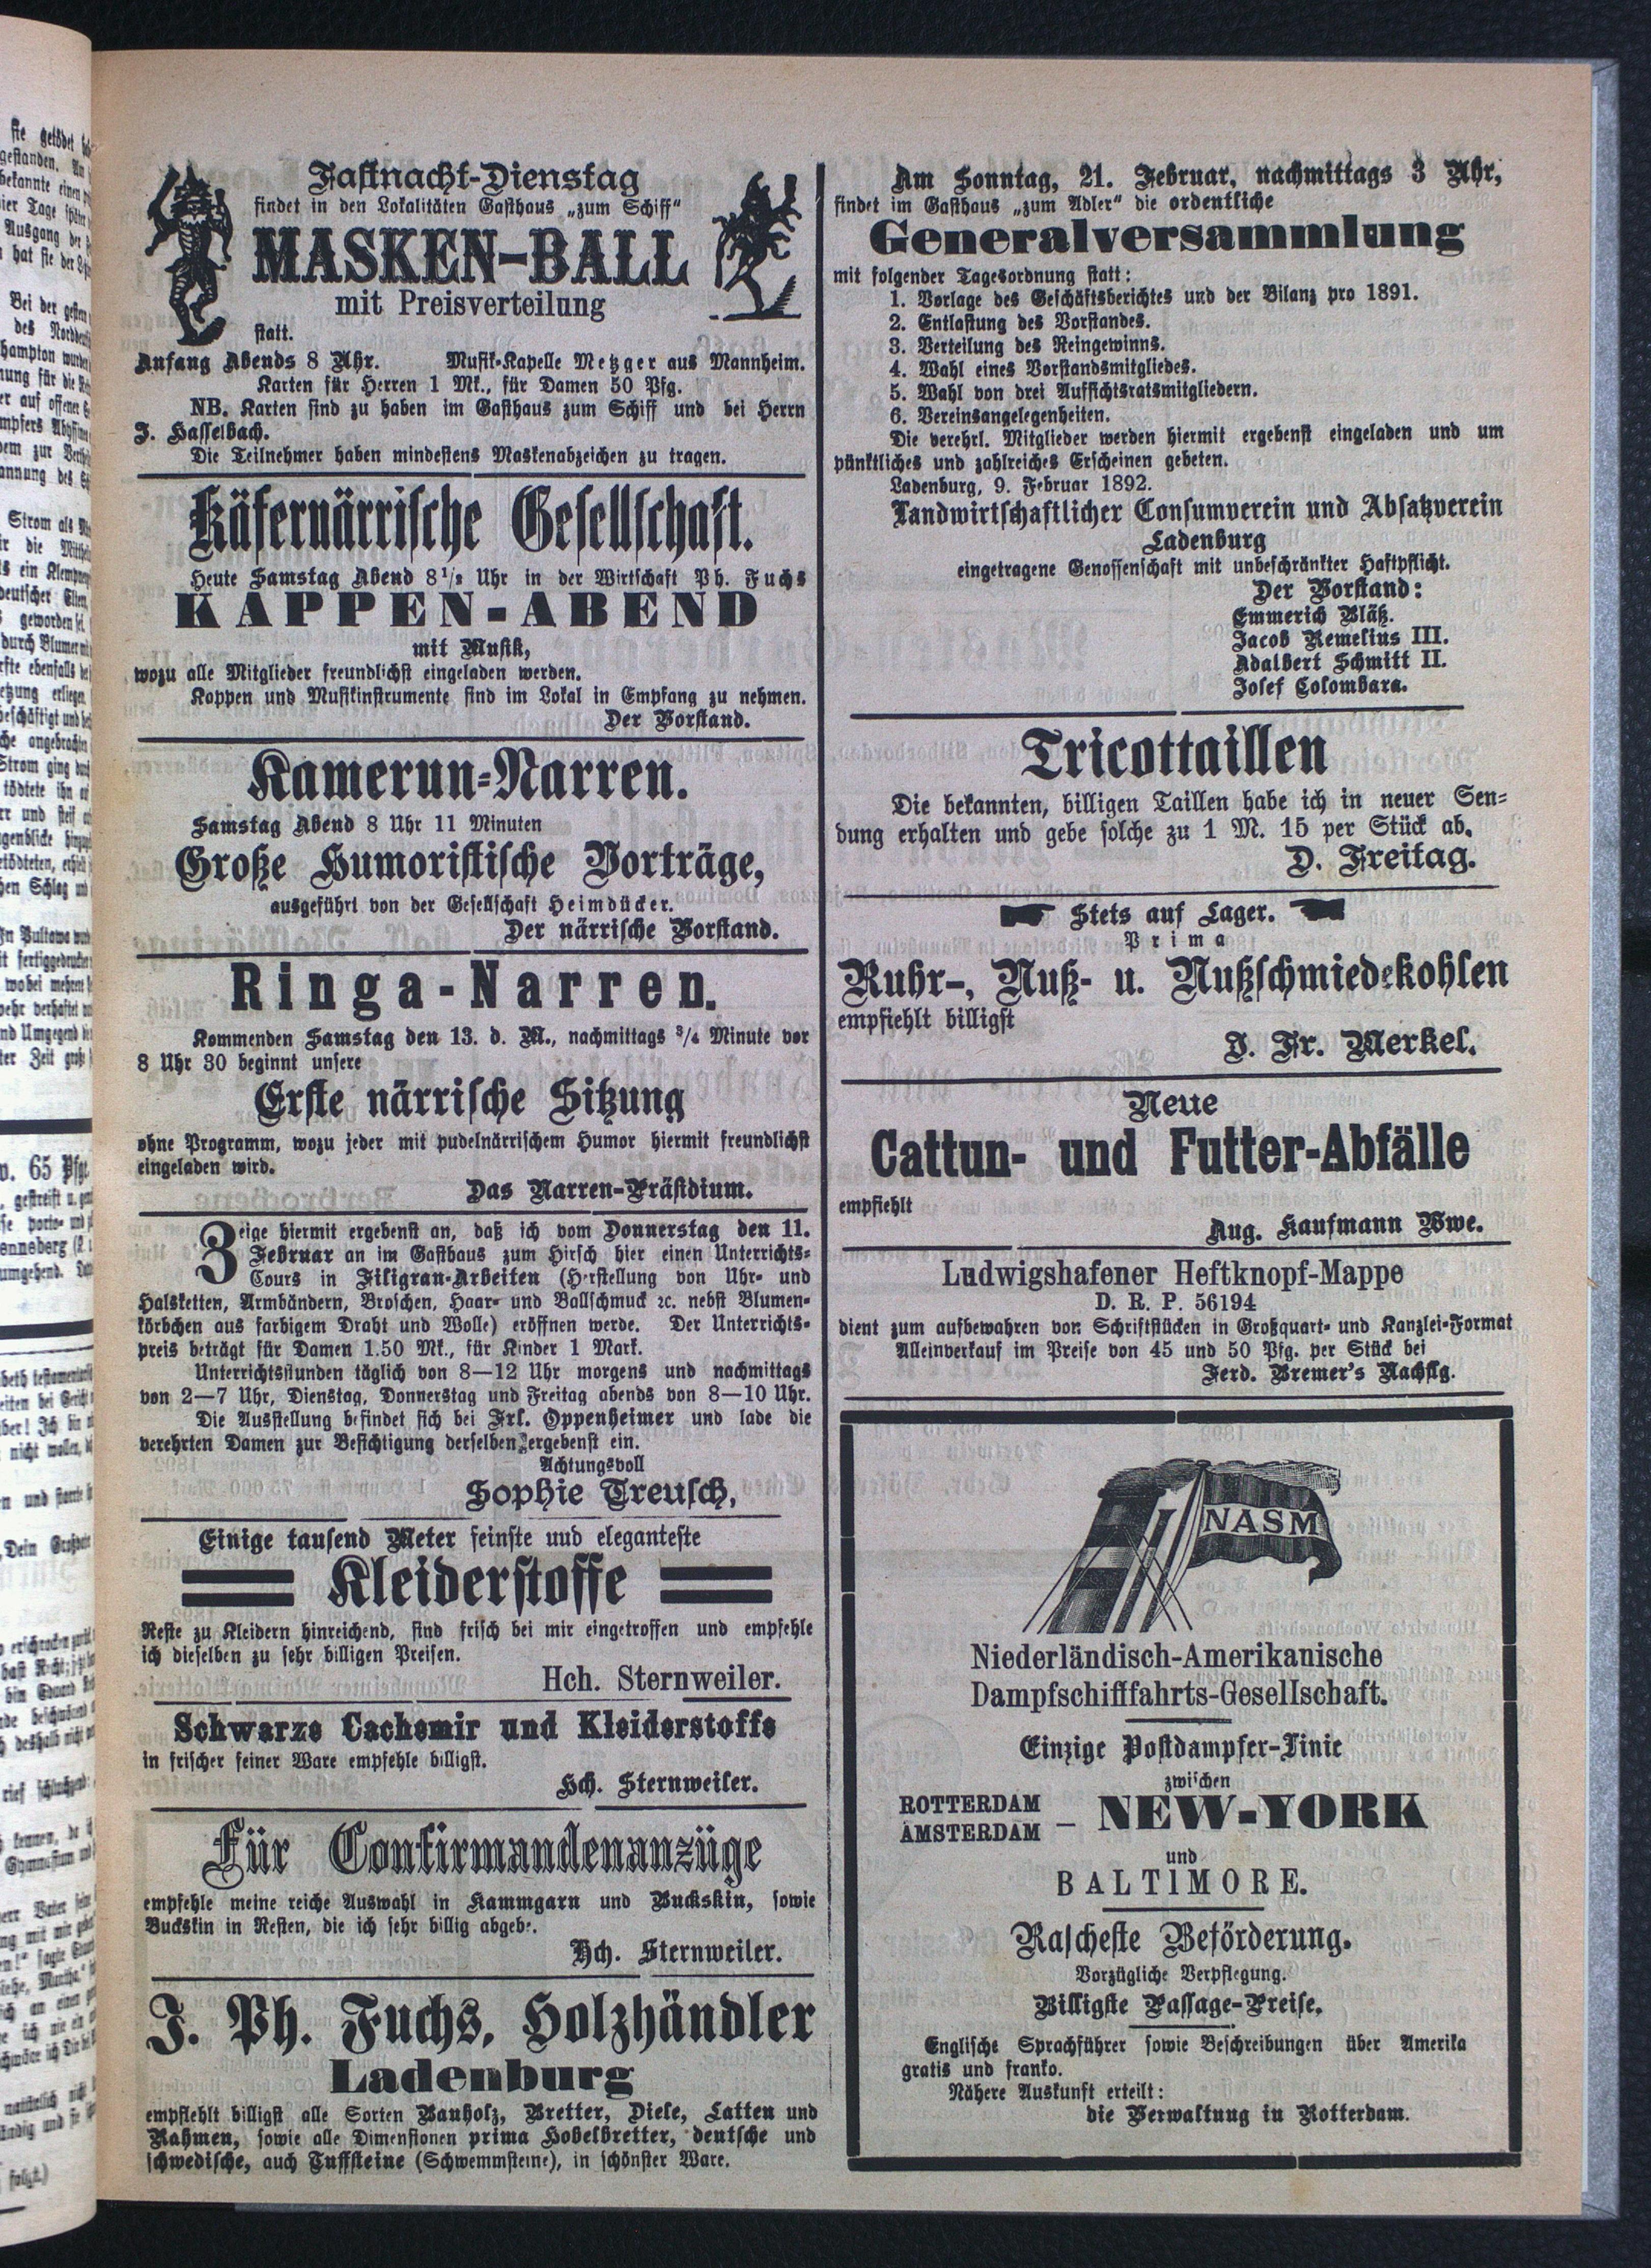 Fastnacht-Dienstag
findet in den Lokalitäten Gasthaus „zum Schiff“
MASKEN-BALL
mit Preisverteilung
statt.
Anfang Abends 8 Uhr. Musik-Kapelle Metzger aus Mannheim.
Karten für Herren 1 Mk., für Damen 50 Pfg.
NB. Karten sind zu haben im Gasthaus zum Schiff und bei Herrn
J. Hasselbach.
Die Teilnehmer haben mindestens Maskenabzeichen zu tragen.
Käfernärrische Gesellschaft.
Heute Samstag Abend 8 1/2 Uhr in der Wirtschaft Ph. Fuchs
KAPPEN-ABEND
mit Musik,
wozu alle Mitglieder freundlichst eingeladen werden.
Kappen und Musikinstrumente sind im Lokal in Empfang zu nehmen.
Der Vorstand.
Kamerun-Narren.
Samstag Abend 8 Uhr 11 Minuten
Große Humoristische Vorträge,
ausgeführt von der Gesellschaft Heimdücker.
Der närrische Vorstand.
Ringa-Narren.
Kommenden Samstag den 13. d. M., nachmittags 3/4 Minute vor
8 Uhr 30 beginnt unsere
Erste närrische Sitzung
ohne Programm, wozu jeder mit pudelnärrischem Humor hiermit freundlichst
eingeladen wird.
Das Narren-Präsidium.
Zeige hiermit ergebenst an, daß ich vom Donnerstag den 11.
Februar an im Gasthaus zum Hirsch hier einen Unterrichts-
Cours in Filigran-Arbeiten (Herstellung von Uhr- und
Halsketten, Armbändern, Broschen, Haar- und Ballschmuck ꝛc. nebst Blumen-
körbchen aus farbigem Draht und Wolle) eröffnen werde. Der Unterrichts-
preis beträgt für Damen 1.50 Mk., für Kinder 1 Mark.
Unterrichtsstunden täglich von 8—12 Uhr morgens und nachmittags
von 2—7 Uhr, Dienstag, Donnerstag und Freitag abends von 8—10 Uhr.
Die Ausstellung befindet sich bei Frl. Oppenheimer und lade die
verehrten Damen zur Besichtigung derselben ergebenst ein.
Achtungsvoll
Sophie Treusch,
Einige tausend Meter feinste und eleganteste
Kleiderstoffe
Reste zu Kleidern hinreichend, sind frisch bei mir eingetroffen und empfehle
ich dieselben zu sehr billigen Preisen.
Hch. Sternweiler.
Schwarze Cachemir und Kleiderstoffe
in frischer feiner Ware empfehle billigst.
Hch. Sternweiler.
Für Confirmandenanzüge
empfehle meine reiche Auswahl in Kammgarn und Buckskin, sowie
Buckskin in Resten, die ich sehr billig abgebe.
Hch. Sternweiler.
J. Ph. Fuchs, Holzhändler
Ladenburg
empfiehlt billigst alle Sorten Bauholz, Bretter, Diele, Latten und
Rahmen, sowie alle Dimensionen prima Hobelbretter, deutsche und
schwedische, auch Tuffsteine (Schwemmsteine), in schönster Ware.
Am Sonntag, 21. Februar, nachmittags 3 Uhr,
findet im Gasthaus „zum Adler“ die ordentliche
Generalversammlung
mit folgender Tagesordnung statt:
1. Vorlage des Geschäftsberichtes und der Bilanz pro 1891.
2. Entlastung des Vorstandes.
3. Verteilung des Reingewinns.
4. Wahl eines Vorstandsmitgliedes.
5. Wahl von drei Aufsichtsratsmitgliedern.
6. Vereinsangelegenheiten.
Die verehrl. Mitglieder werden hiermit ergebenst eingeladen und um
pünktliches und zahlreiches Erscheinen gebeten.
Ladenburg, 9. Februar 1892.
Landwirtschaftlicher Consumverein und Absatzverein
Ladenburg
eingetragene Genossenschaft mit unbeschränkter Haftpflicht.
Der Vorstand:
Emmerich Bläß.
Jacob Remelius III.
Adalbert Schmitt II.
Josef Colombara.
Tricottaillen
Die bekannten, billigen Taillen habe ich in neuer Sen-
dung erhalten und gebe solche zu 1 M. 15 per Stück ab.
D. Freitag.
Stets auf Lager.
Prima
Ruhr-, Nuß- u. Nußschmiedekohlen
empfiehlt billigst
J. Fr. Merkel.
Neue
Cattun- und Futter-Abfälle
empfiehlt
Aug. Kaufmann Wwe.
Ludwigshafener Heftknopf-Mappe
D. R. P. 56194
dient zum aufbewahren von Schriftstücken in Großquart- und Kanzlei-Format
Alleinverkauf im Preise von 45 und 50 Pfg. per Stück bei
Ferd. Bremer's Nachflg.
NASM
Niederländisch-Amerikanische
Dampfschifffahrts-Gesellschaft.
Einzige Postdampfer-Linie
zwischen
ROTTERDAM
AMSTERDAM – NEW-YORK
und
BALTIMORE.
Rascheste Beförderung.
Vorzügliche Verpflegung.
Billigste Passage-Preise.
Englische Sprachführer sowie Beschreibungen über Amerika
gratis und franko.
Nähere Auskunft erteilt:
die Verwaltung in Rotterdam.